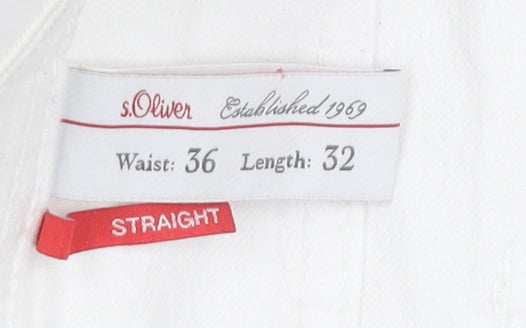 s.Oliver Established 1969
Waist: 36 Length: 32
STRAIGHT